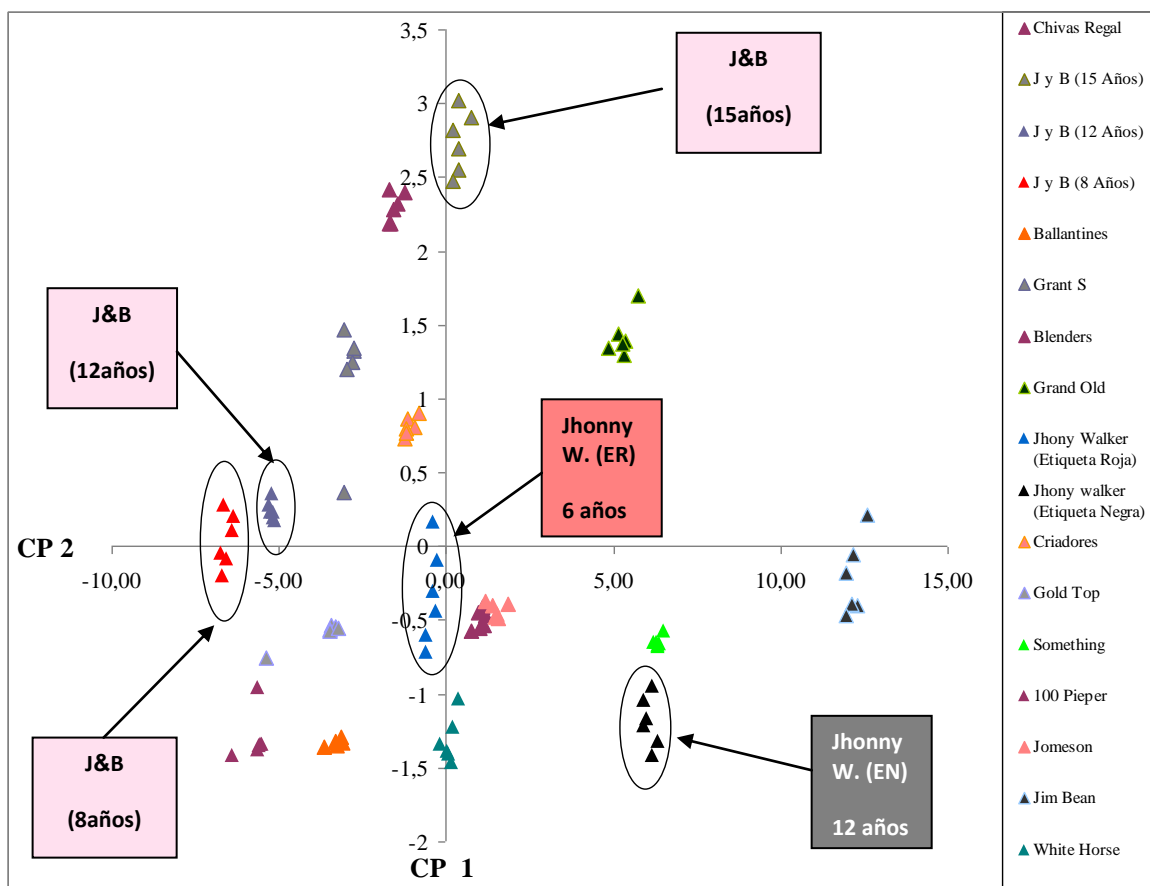 3,5
3
2,5
2
1,5
1
0,5
0
-0,5
-1
-1,5
-2
-10,00
-5,00
0,00
5,00
10,00
15,00
CP 2
CP 1
J&B
(15años)
J&B
(12años)
Jhonny
W. (ER)
6 años
J&B
(8años)
Jhonny
W. (EN)
12 años
Chivas Regal
J y B (15 Años)
J y B (12 Años)
J y B (8 Años)
Ballantines
Grant S
Blenders
Grand Old
Jhony Walker
(Etiqueta Roja)
Jhony walker
(Etiqueta Negra)
Criadores
Gold Top
Something
100 Pieper
Jomeson
Jim Bean
White Horse